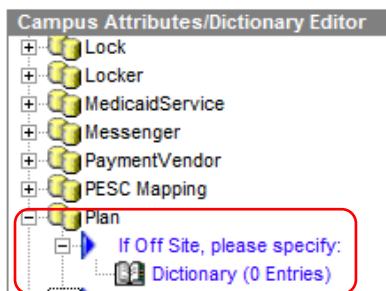 Campus Attributes/Dictionary Editor
Lock
Locker
MedicaidService
Messenger
PaymentVendor
PESC Mapping
Plan
If Off Site, please specify:
Dictionary (0 Entries)